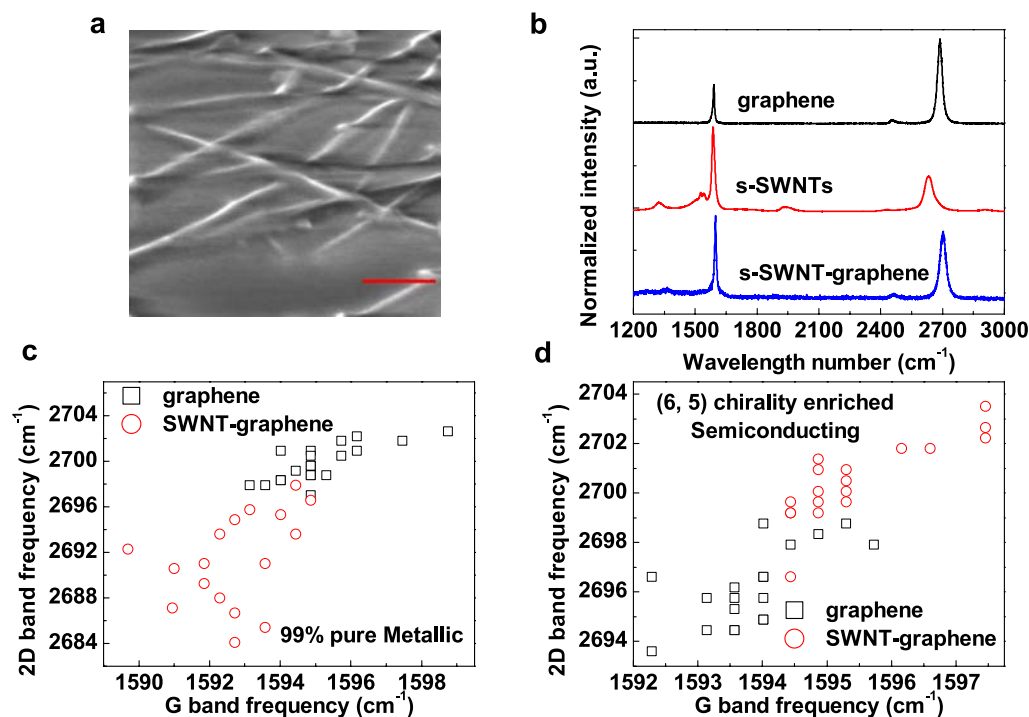 a
b
Normalized intensity (a.u.)
graphene
s-SWNTs
s-SWNT-graphene
1200 1500 1800 2100 2400 2700 3000
Wavelength number (cm⁻¹)
c
2D band frequency (cm⁻¹)
2704
2700
2696
2692
2688
2684
graphene
SWNT-graphene
99% pure Metallic
1590 1592 1594 1596 1598
G band frequency (cm⁻¹)
d
2D band frequency (cm⁻¹)
2704
2702
2700
2698
2696
2694
(6, 5) chirality enriched
Semiconducting
graphene
SWNT-graphene
1592 1593 1594 1595 1596 1597
G band frequency (cm⁻¹)